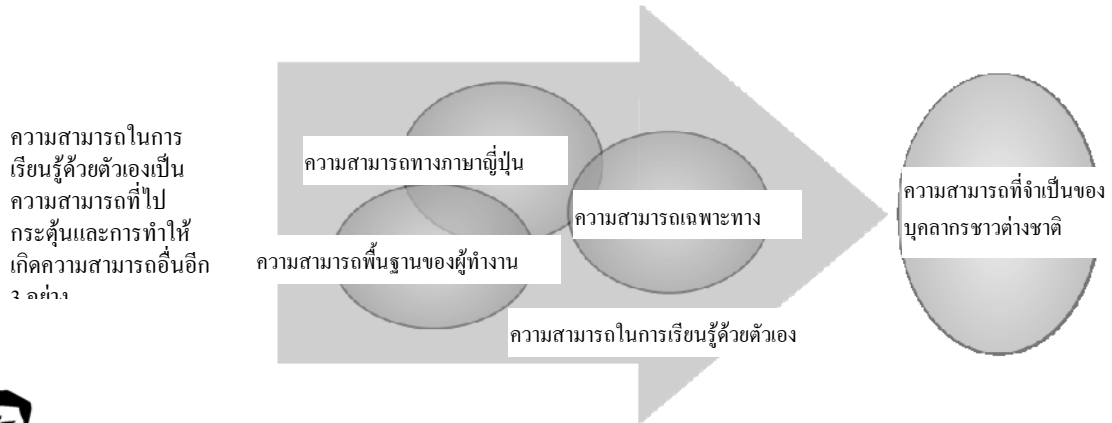 ความสามารถในการ
เรียนรู้ด้วยตัวเองเป็น
ความสามารถที่ไป
กระตุ้นและการทำให้
เกิดความสามารถอื่นอีก
3 อย่าง
ความสามารถทางภาษาญี่ปุ่น
ความสามารถเฉพาะทาง
ความสามารถพื้นฐานของผู้ทำงาน
ความสามารถในการเรียนรู้ด้วยตัวเอง
ความสามารถที่จำเป็นของ
บุคลากรชาวต่างชาติ